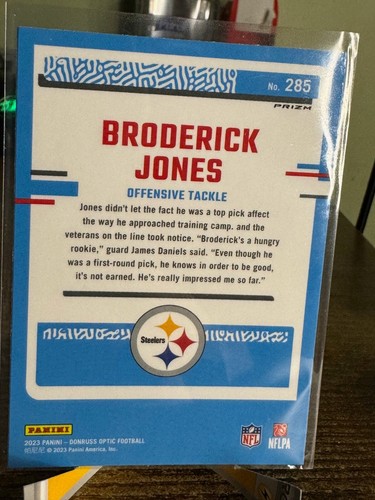 No. 285
PRIZM
BRODERICK
JONES
OFFENSIVE TACKLE
Jones didn't let the fact he was a top pick affect
the way he approached training camp. and the
veterans on the line took notice. "Broderick's a hungry
rookie," guard James Daniels said. "Even though he
was a first-round pick, he knows in order to be good,
it's not earned. He's really impressed me so far."
Steelers
PANINI
2023 PANINI – DONRUSS OPTIC FOOTBALL
© 2023 Panini America, Inc.
NFL
NFLPA